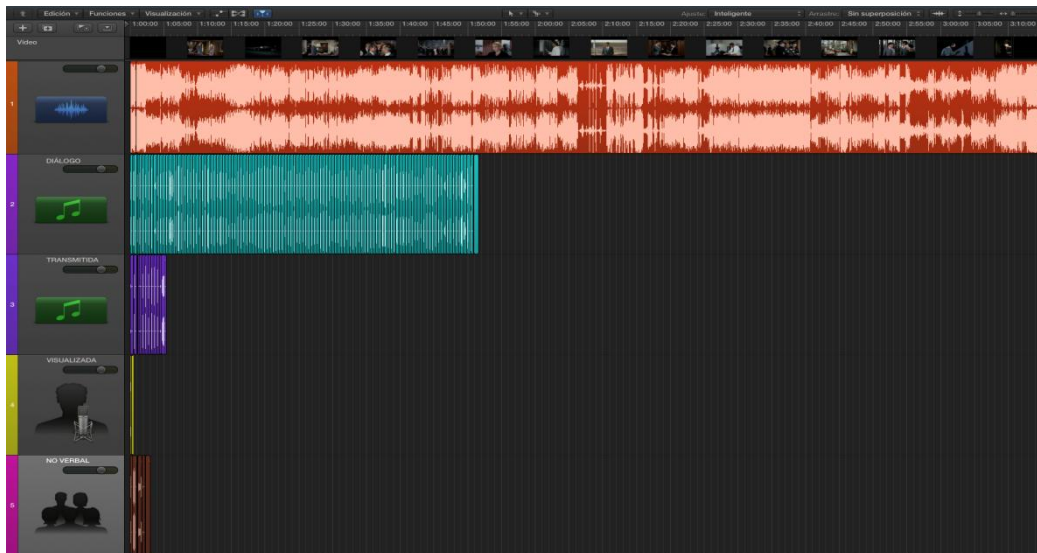 Edición Funciones Visualización Ajuste: Inteligente Arrastre: Sin superposición
1:00:00 1:05:00 1:10:00 1:15:00 1:20:00 1:25:00 1:30:00 1:35:00 1:40:00 1:45:00 1:50:00 1:55:00 2:00:00 2:05:00 2:10:00 2:15:00 2:20:00 2:25:00 2:30:00 2:35:00 2:40:00 2:45:00 2:50:00 2:55:00 3:00:00 3:05:00 3:10:00
Vídeo
1
DIÁLOGO
2
TRANSMITIDA
3
VISUALIZADA
4
NO VERBAL
5